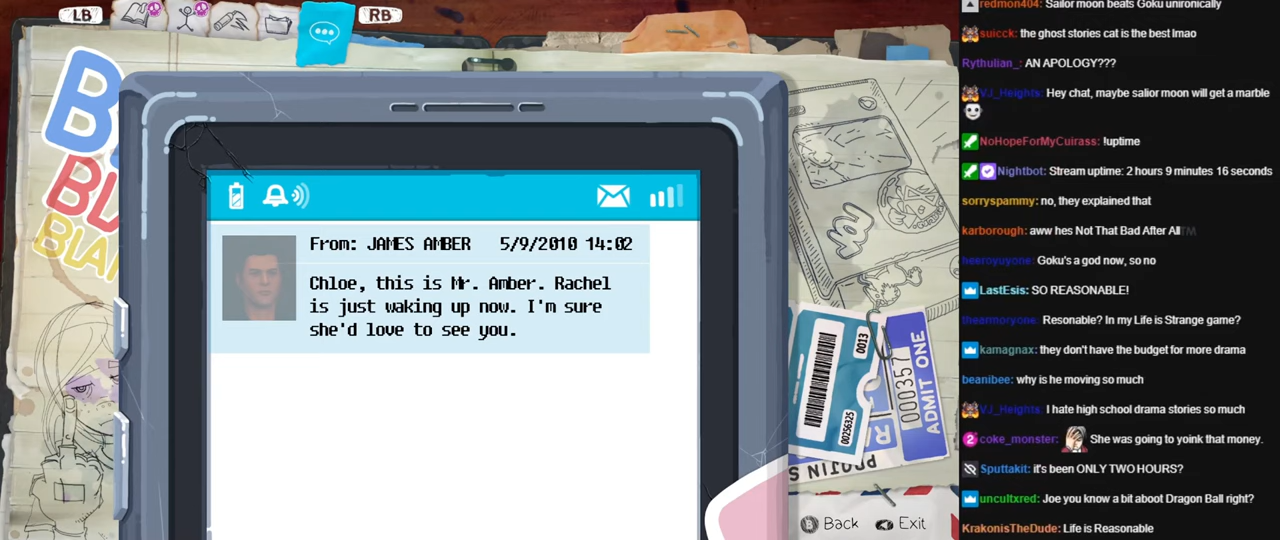 LB
RB
From: JAMES AMBER 5/9/2010 14:02
Chloe, this is Mr. Amber. Rachel
is just waking up now. I'm sure
she'd love to see you.
0013
00256325
000357
ADMIT ONE
B Back
Exit
redmon404: Sailor moon beats Goku unironically
suicck: the ghost stories cat is the best lmao
Rythulian_: AN APOLOGY???
VJ_Heights: Hey chat, maybe salior moon will get a marble
NoHopeForMyCuirass: !uptime
Nightbot: Stream uptime: 2 hours 9 minutes 16 seconds
sorryspammy: no, they explained that
karborough: aww hes Not That Bad After All™
heeroyuyone: Goku's a god now, so no
LastEsis: SO REASONABLE!
thearmoryone: Resonable? In my Life is Strange game?
kamagnax: they don't have the budget for more drama
beanibee: why is he moving so much
VJ_Heights: I hate high school drama stories so much
coke_monster: She was going to yoink that money.
Sputtakit: it's been ONLY TWO HOURS?
uncultxred: Joe you know a bit aboot Dragon Ball right?
KrakonisTheDude: Life is Reasonable